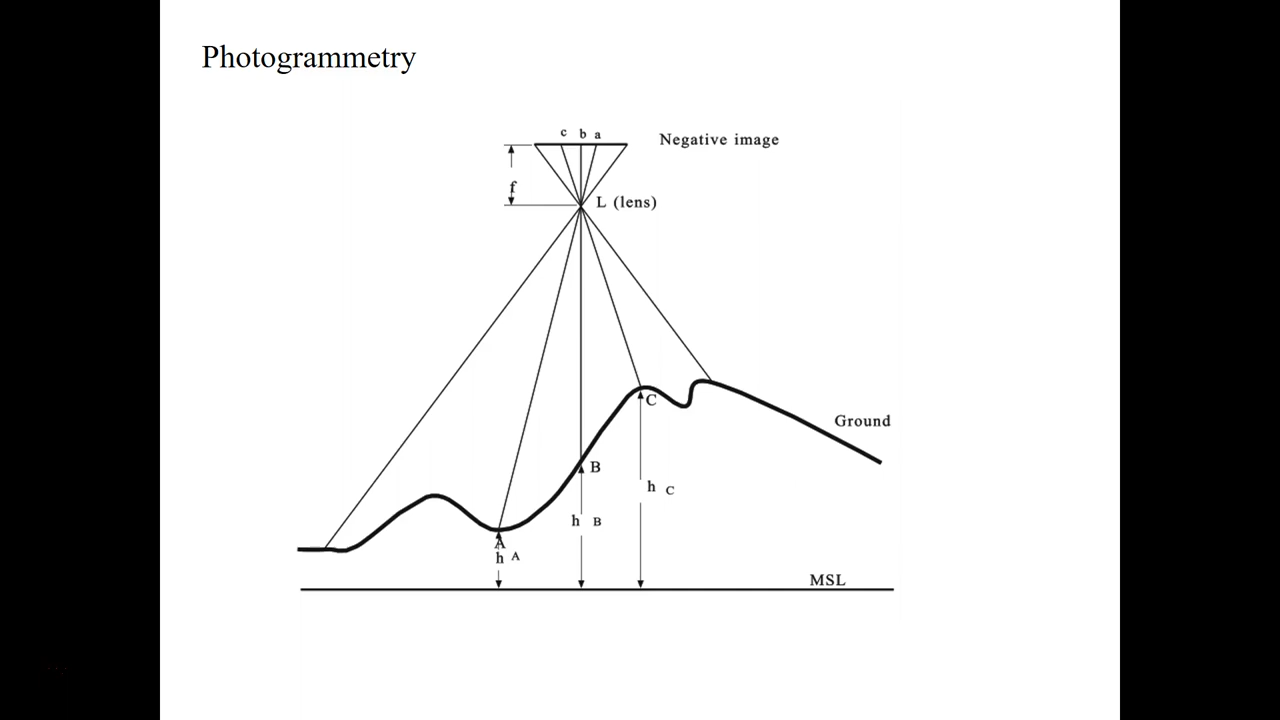 Photogrammetry
c b a
Negative image
f
L (lens)
C
Ground
B
h C
h B
A
h A
MSL